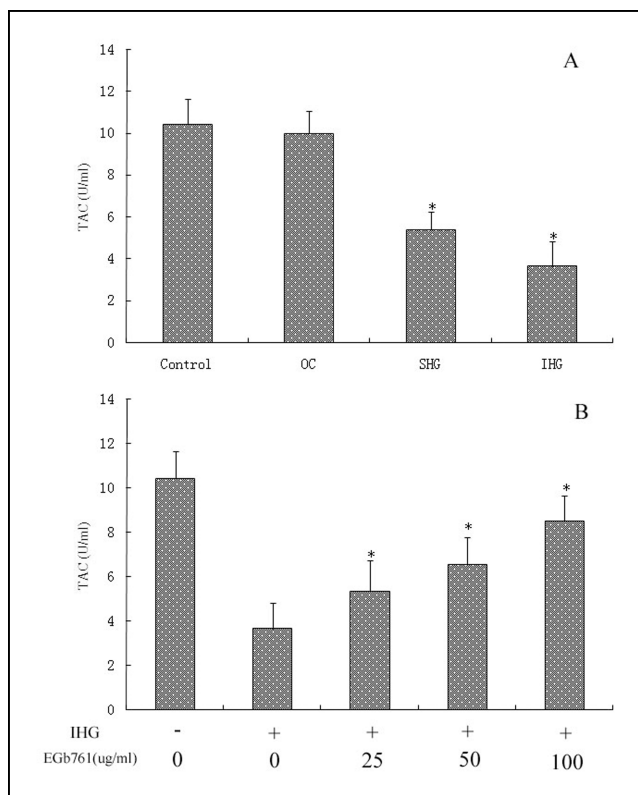 A
14
12
10
8
6
4
2
0
TAC (U/ml)
* *
Control OC SHG IHG
B
14
12
10
8
6
4
2
0
TAC (U/ml)
* * *
IHG - + + + +
EGb761(ug/ml) 0 0 25 50 100